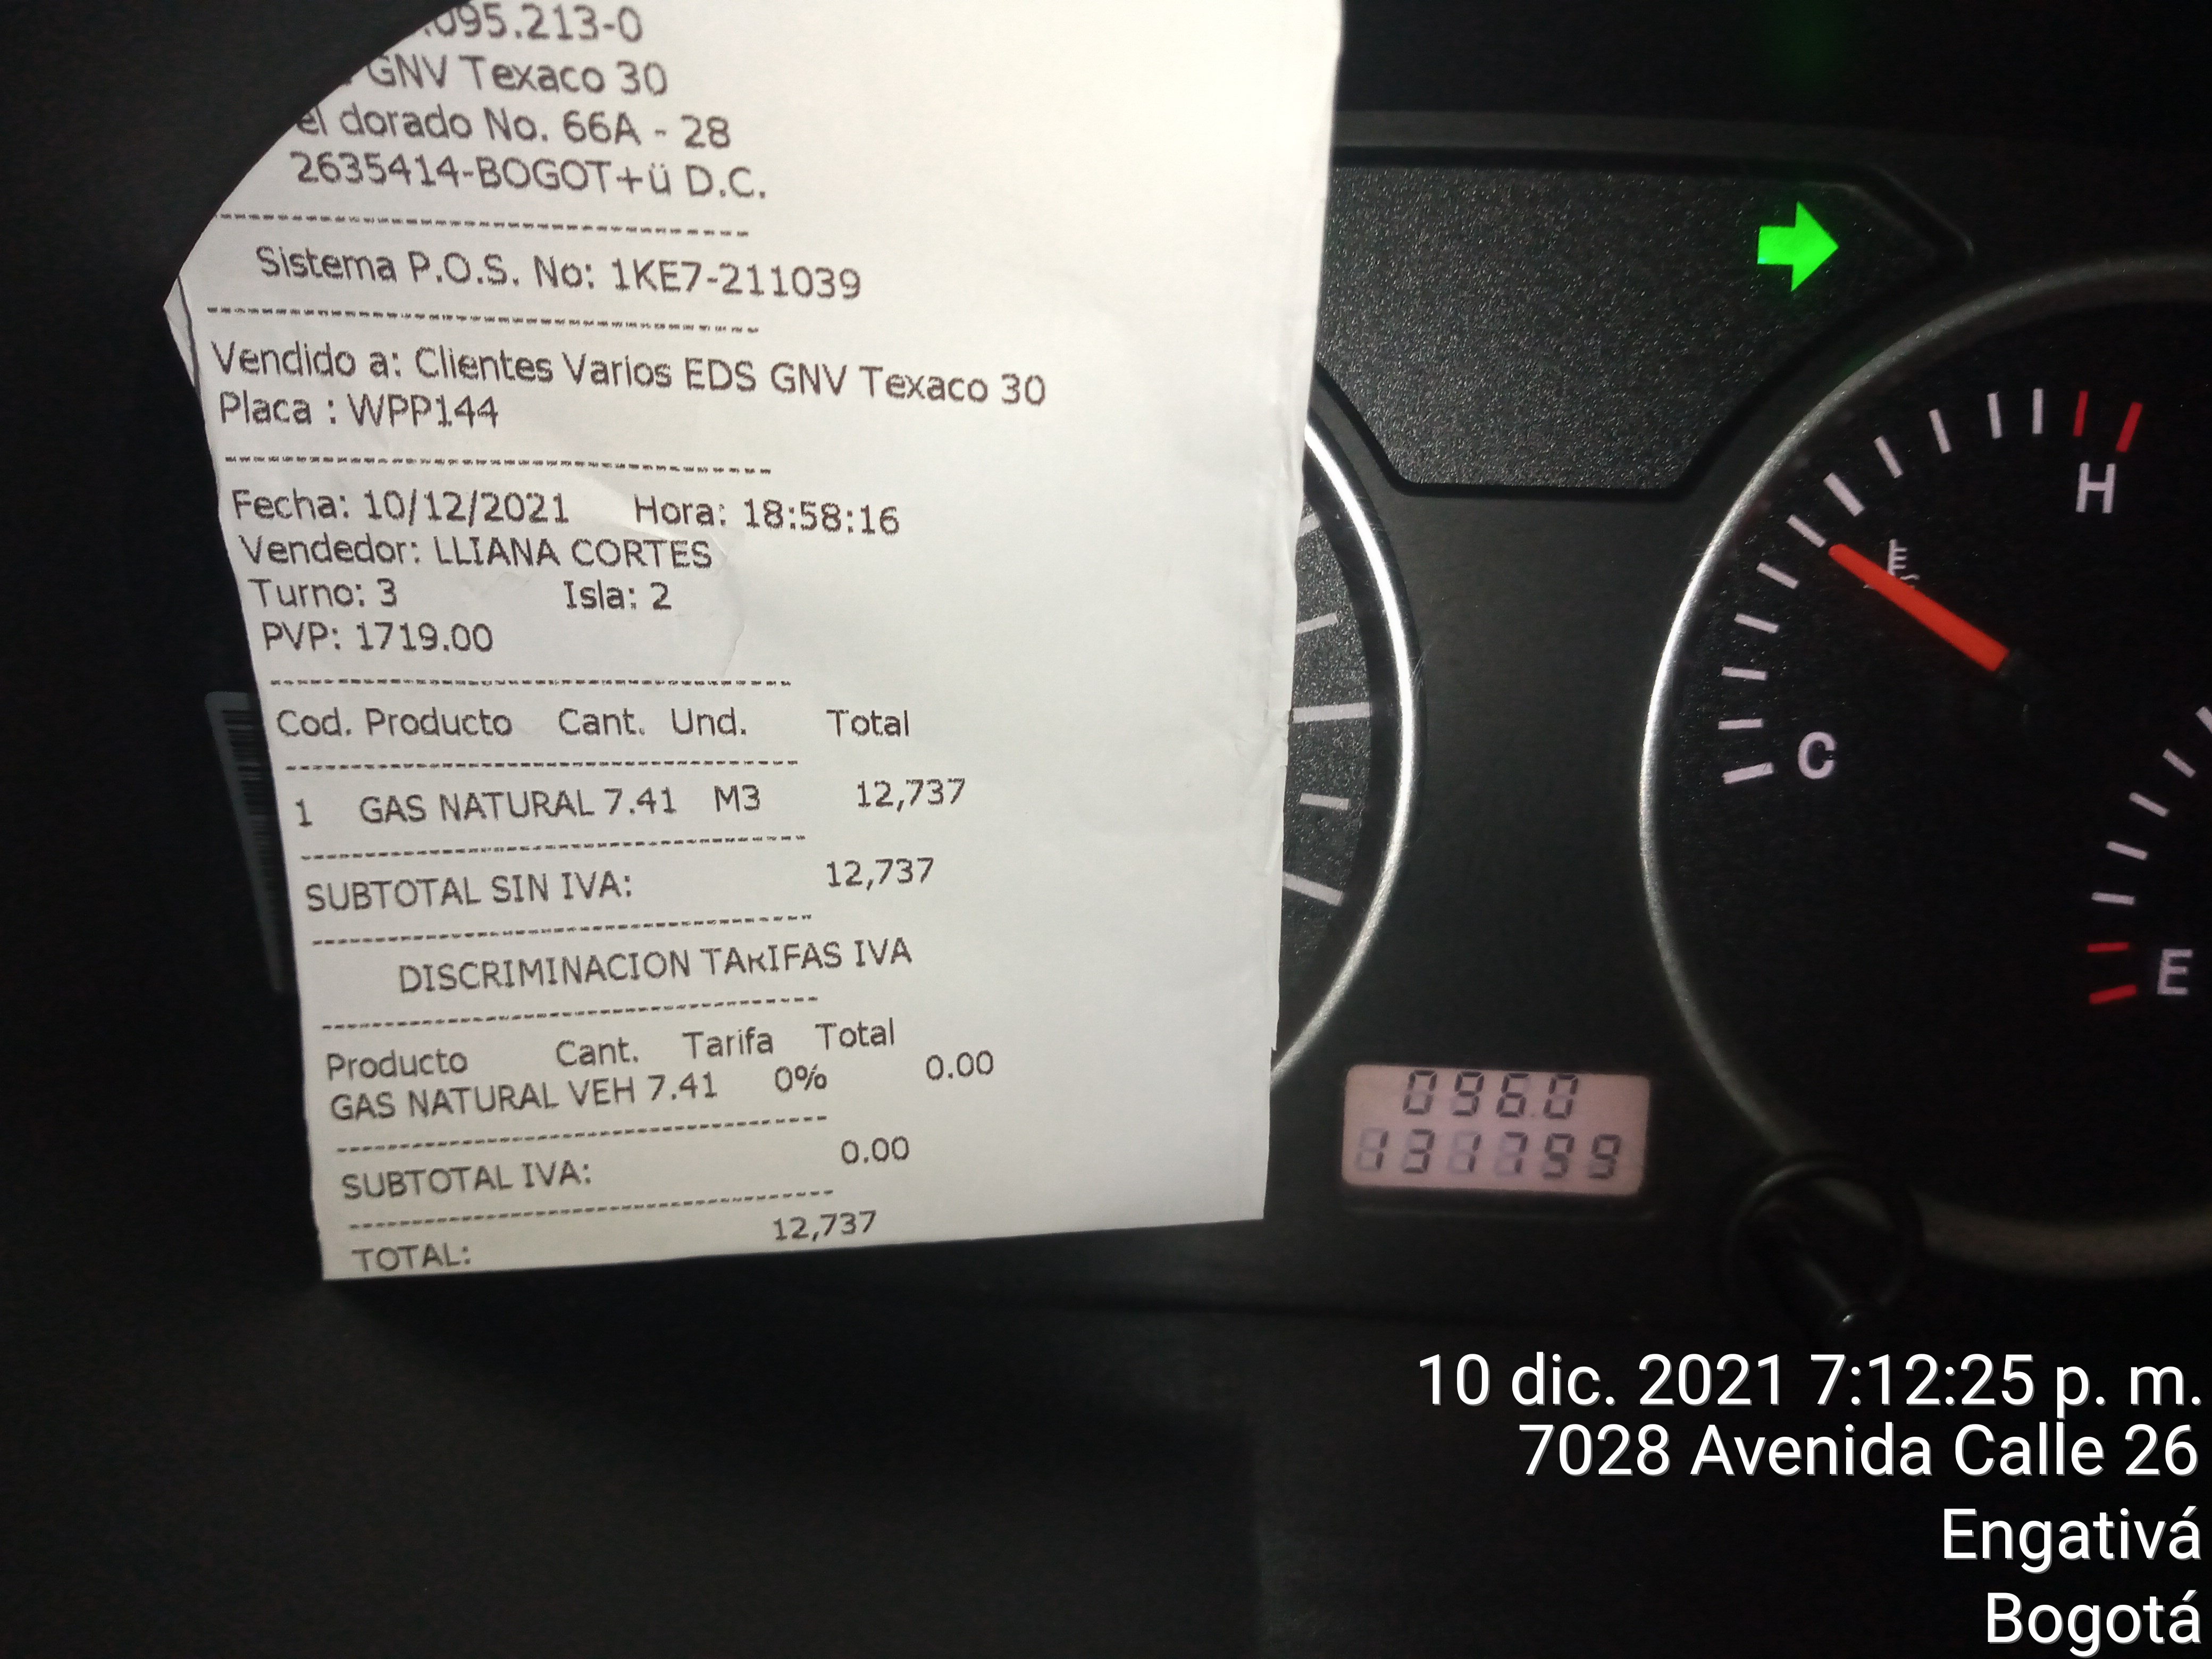 .095.213-0
GNV Texaco 30
el dorado No. 66A - 28
2635414-BOGOT+ü D.C.
Sistema P.O.S. No: 1KE7-211039
Vendido a: Clientes Varios EDS GNV Texaco 30
Placa : WPP144
Fecha: 10/12/2021 Hora: 18:58:16
Vendedor: LLIANA CORTES
Turno: 3 Isla: 2
PVP: 1719.00
Cod. Producto Cant. Und. Total
1 GAS NATURAL 7.41 M3 12,737
SUBTOTAL SIN IVA: 12,737
DISCRIMINACION TARIFAS IVA
Producto Cant. Tarifa Total
GAS NATURAL VEH 7.41 0% 0.00
SUBTOTAL IVA: 0.00
TOTAL: 12,737
H
C
E
0960
131799
10 dic. 2021 7:12:25 p. m.
7028 Avenida Calle 26
Engativá
Bogotá